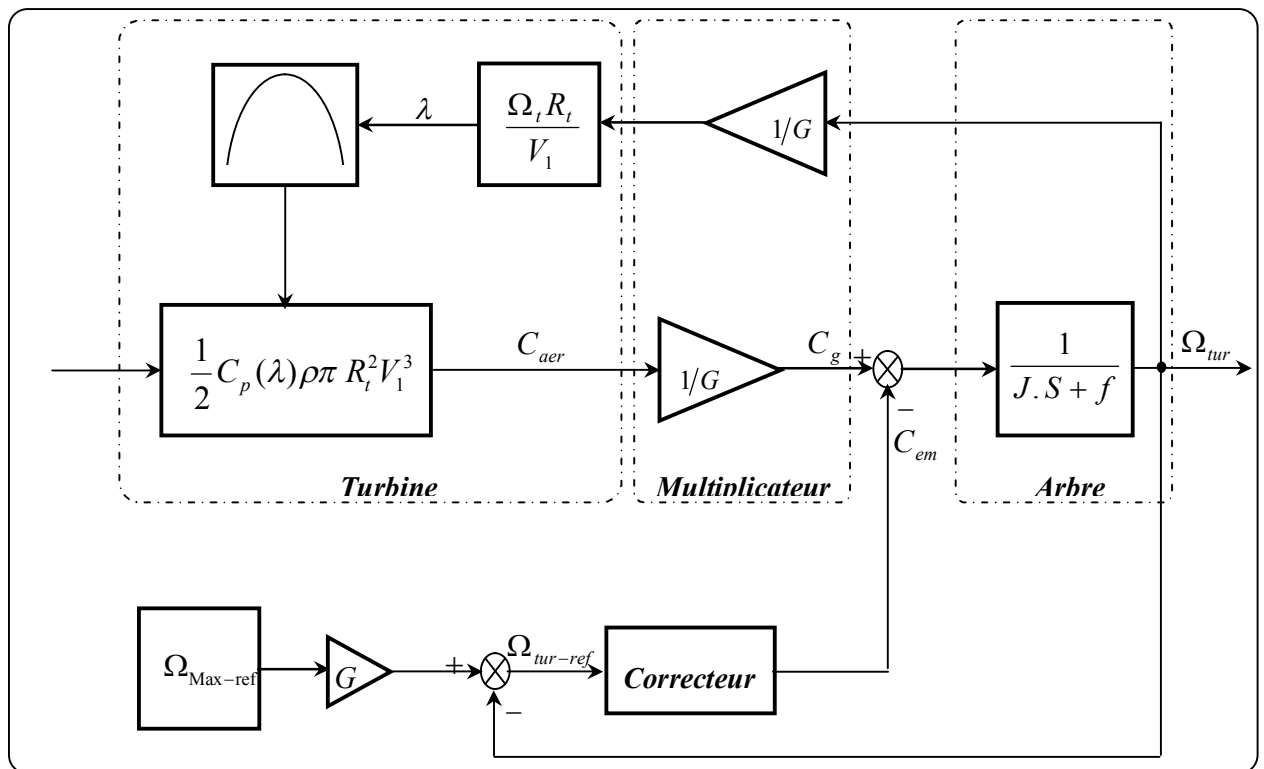 λ
Ω_t R_t / V_1
1/G
1/2 C_p(λ)ρπ R_t^2 V_1^3
C_aer
1/G
C_g
+
−
C_em
1 / J.S + f
Ω_tur
Turbine
Multiplicateur
Arbre
Ω_Max−ref
G
+
−
Ω_tur−ref
Correcteur